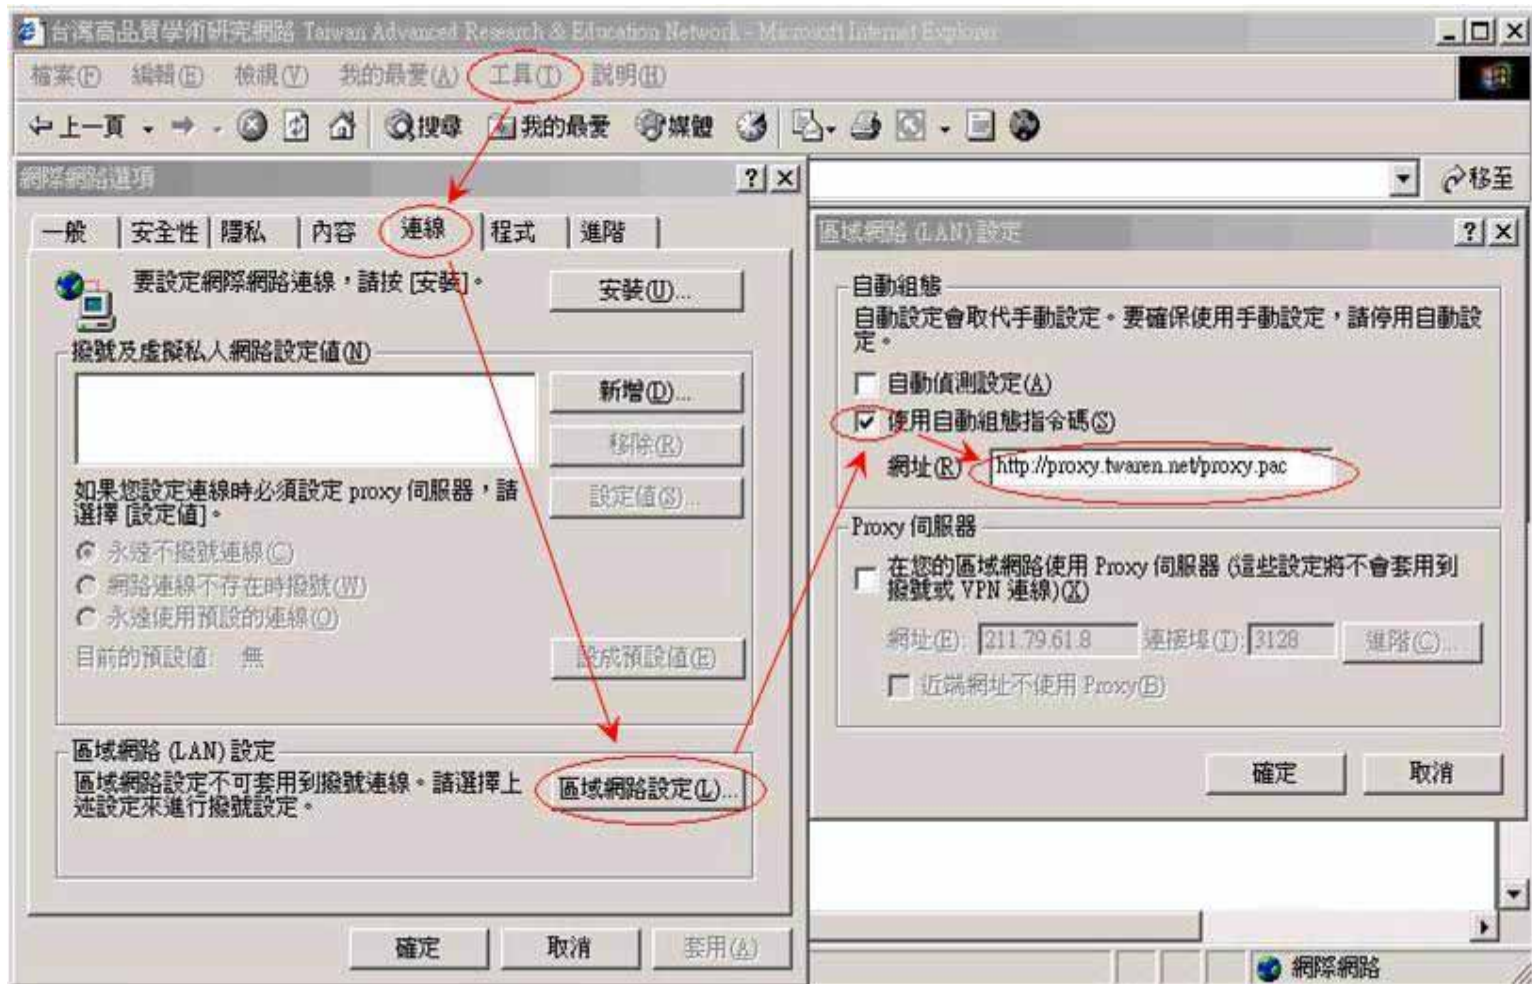 台灣高品質學術研究網路 Taiwan Advanced Research & Education Network - Microsoft Internet Explorer
檔案(F) 編輯(E) 檢視(V) 我的最愛(A) 工具(T) 說明(H)
上一頁 搜尋 我的最愛 媒體
移至
網際網路選項
一般 安全性 隱私 內容 連線 程式 進階
要設定網際網路連線,請按 [安裝]。
安裝(U)...
撥號及虛擬私人網路設定值(N)
新增(D)...
移除(R)
如果您設定連線時必須設定 proxy 伺服器,請
選擇 [設定值]。
設定值(S)...
永遠不撥號連線(C)
網路連線不存在時撥號(W)
永遠使用預設的連線(O)
目前的預設值: 無
設成預設值(E)
區域網路 (LAN) 設定
區域網路設定不可套用到撥號連線。請選擇上
述設定來進行撥號設定。
區域網路設定(L)...
確定 取消 套用(A)
區域網路 (LAN) 設定
自動組態
自動設定會取代手動設定。要確保使用手動設定,請停用自動設
定。
自動偵測設定(A)
使用自動組態指令碼(S)
網址(R) http://proxy.twaren.net/proxy.pac
Proxy 伺服器
在您的區域網路使用 Proxy 伺服器 (這些設定將不會套用到
撥號或 VPN 連線)(X)
網址(E): 211.79.61.8 連接埠(T): 3128 進階(C)...
近端網址不使用 Proxy(B)
確定 取消
網際網路